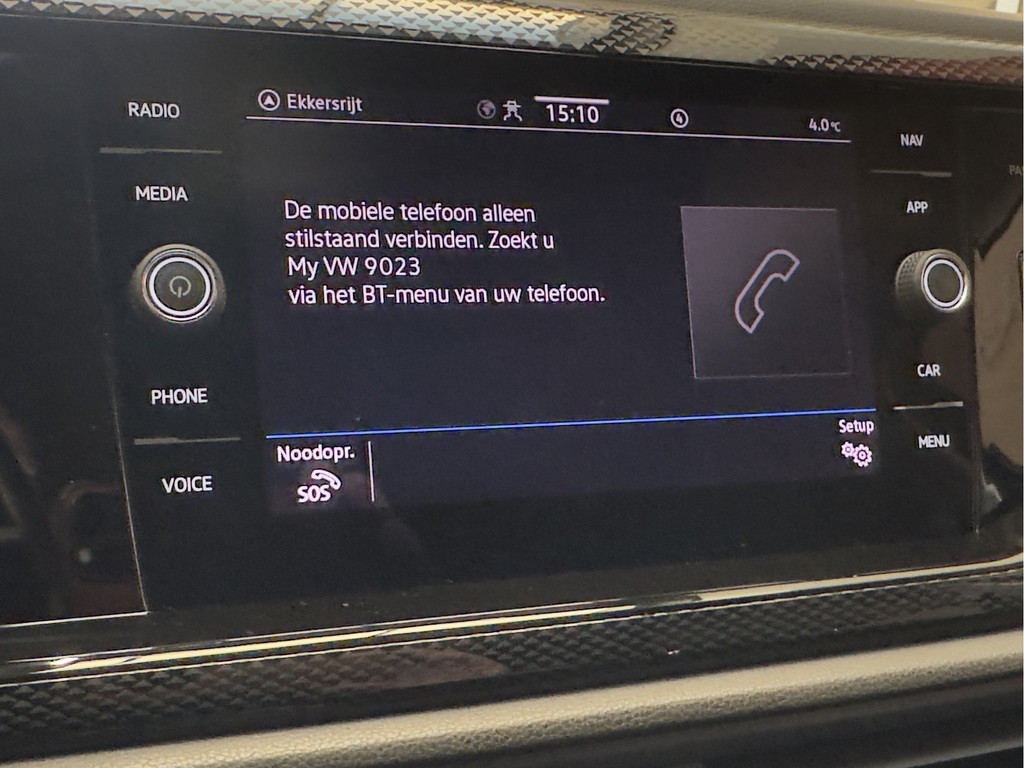 RADIO
Ekkersrijt
15:10
4
4.0°C
NAV
MEDIA
APP
De mobiele telefoon alleen
stilstaand verbinden. Zoekt u
My VW 9023
via het BT-menu van uw telefoon.
PHONE
CAR
Noodopr.
SOS
Setup
MENU
VOICE